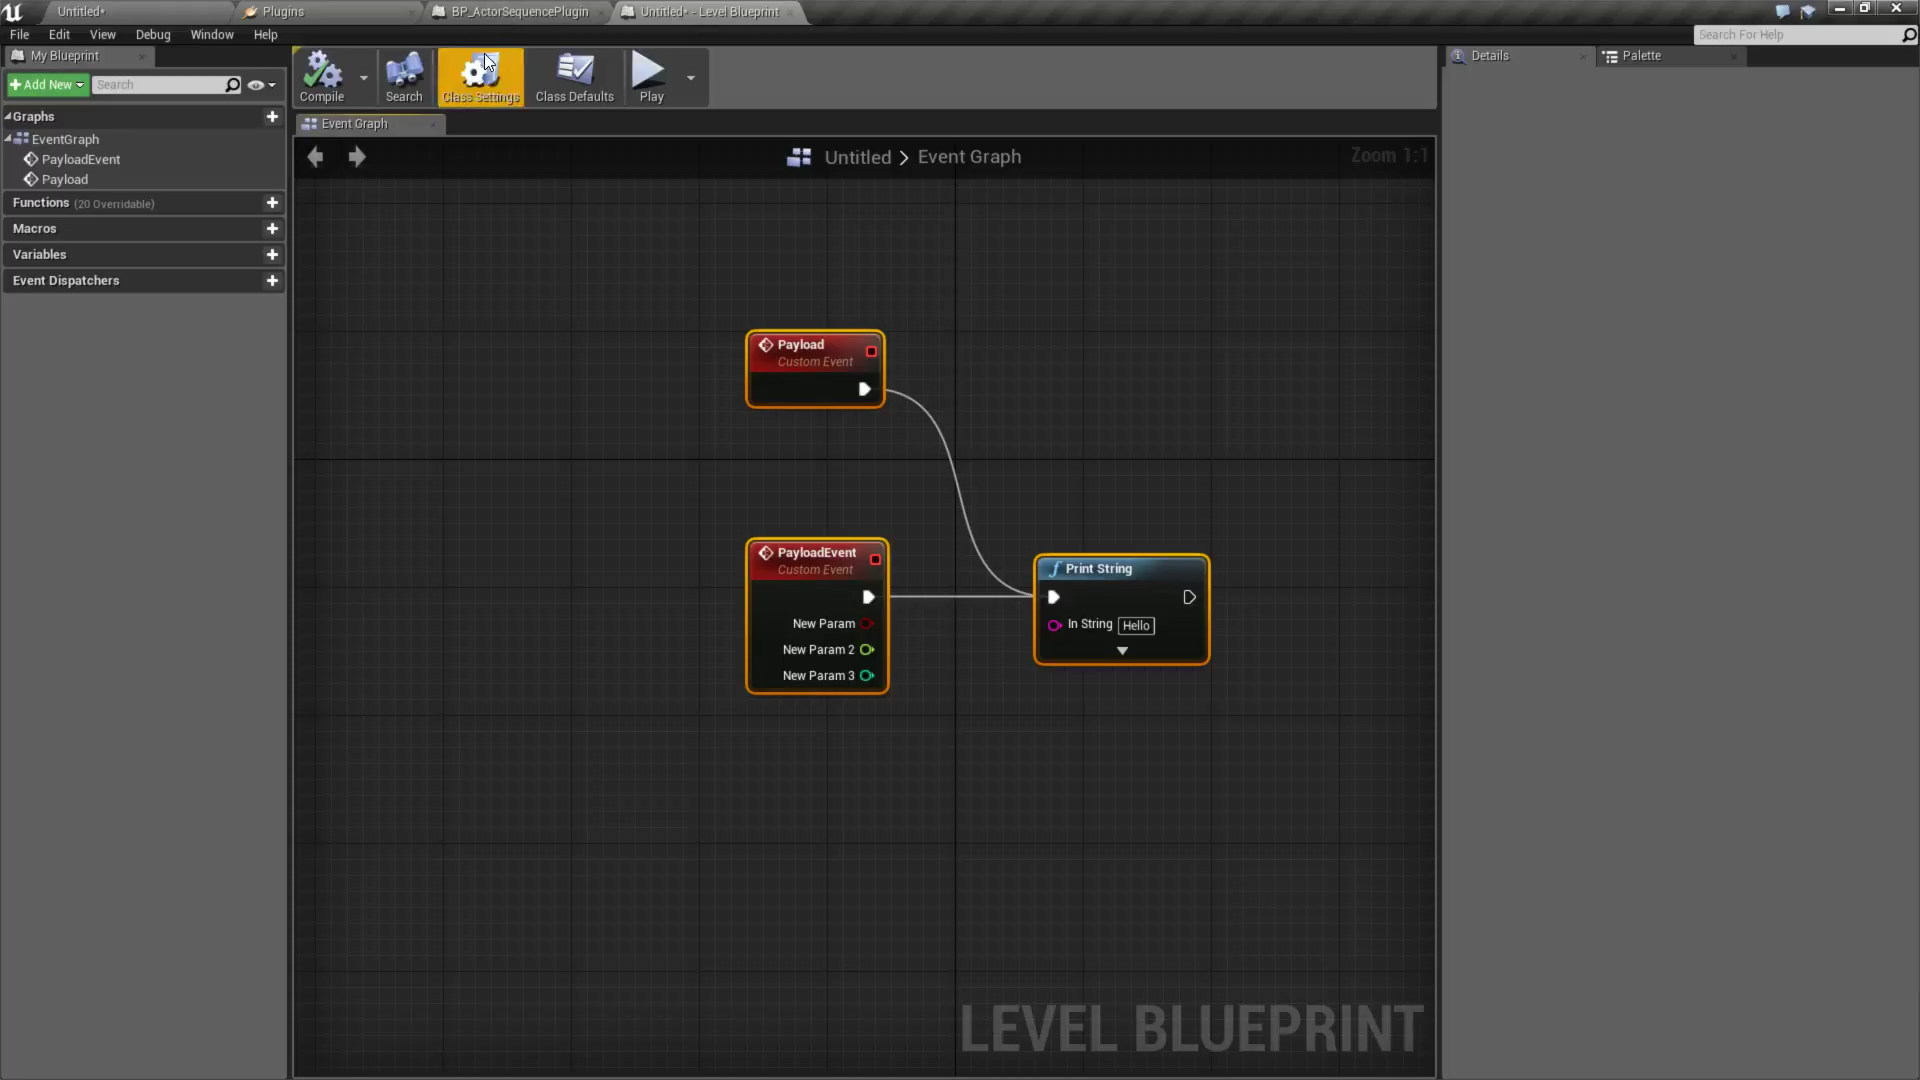 Untitled*
Plugins
BP_ActorSequencePlugin
Untitled* - Level Blueprint
File
Edit
View
Debug
Window
Help
Search For Help
My Blueprint
Add New
Search
Graphs
EventGraph
PayloadEvent
Payload
Functions (20 Overridable)
Macros
Variables
Event Dispatchers
Compile
Search
Class Settings
Class Defaults
Play
Event Graph
Untitled > Event Graph
Zoom 1:1
Payload
Custom Event
PayloadEvent
Custom Event
New Param
New Param 2
New Param 3
Print String
In String Hello
LEVEL BLUEPRINT
Details
Palette